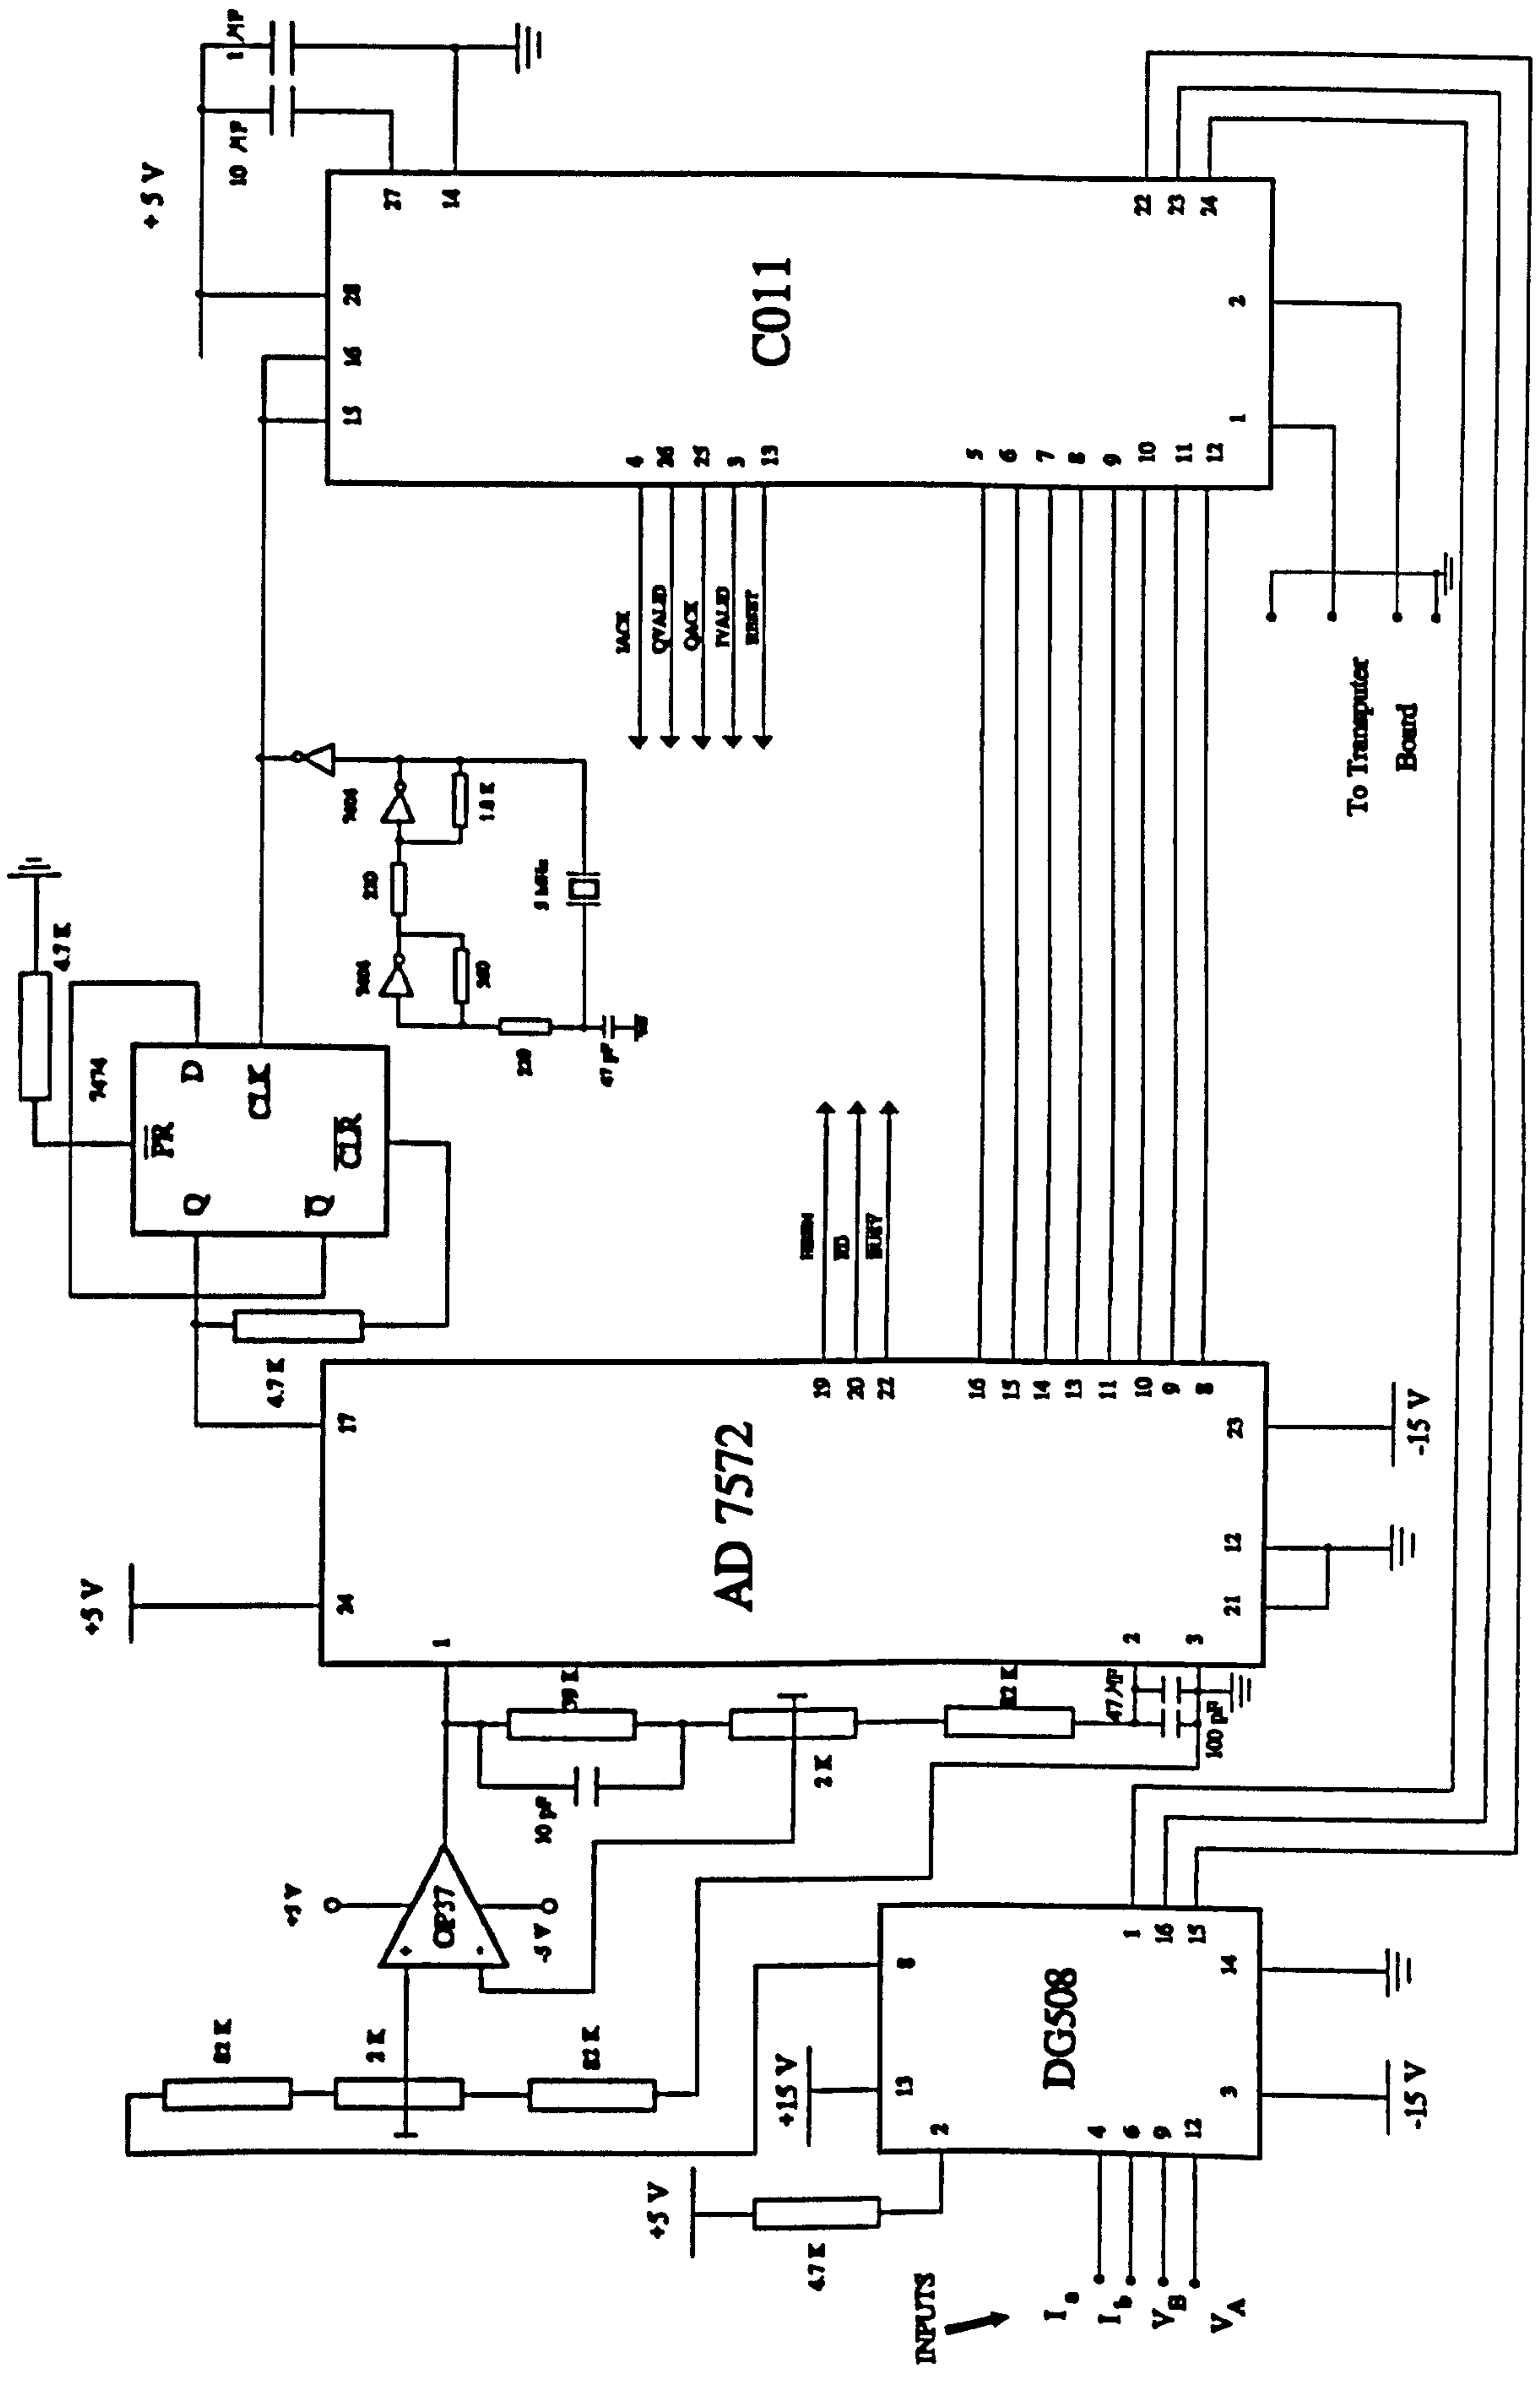 +5 V
10 µF
1 µF
27
14
28
16
15
C011
22
23
24
2
1
4
26
25
3
13
5
6
7
8
9
10
11
12
IACK
QVALID
QACK
IVALID
RESET
To Transputer
Board
4.7 K
7474
PR
D
CLK
CLR
Q
Q
4.7 K
7404
7404
220
1.8 K
220
47 pF
5 MHz
HBEN
RD
BUSY
19
20
22
16
15
14
13
11
10
9
8
17
24
+5 V
AD 7572
1
2
3
21
12
23
-15 V
39 K
10 pF
2 K
82 K
47 µF
100 pF
OP37
+
-
+5 V
-5 V
82 K
2 K
82 K
DG508
8
13
2
1
16
15
14
3
4
6
9
12
+15 V
-15 V
+5 V
4.7 K
INPUTS
I a
I b
V B
V A